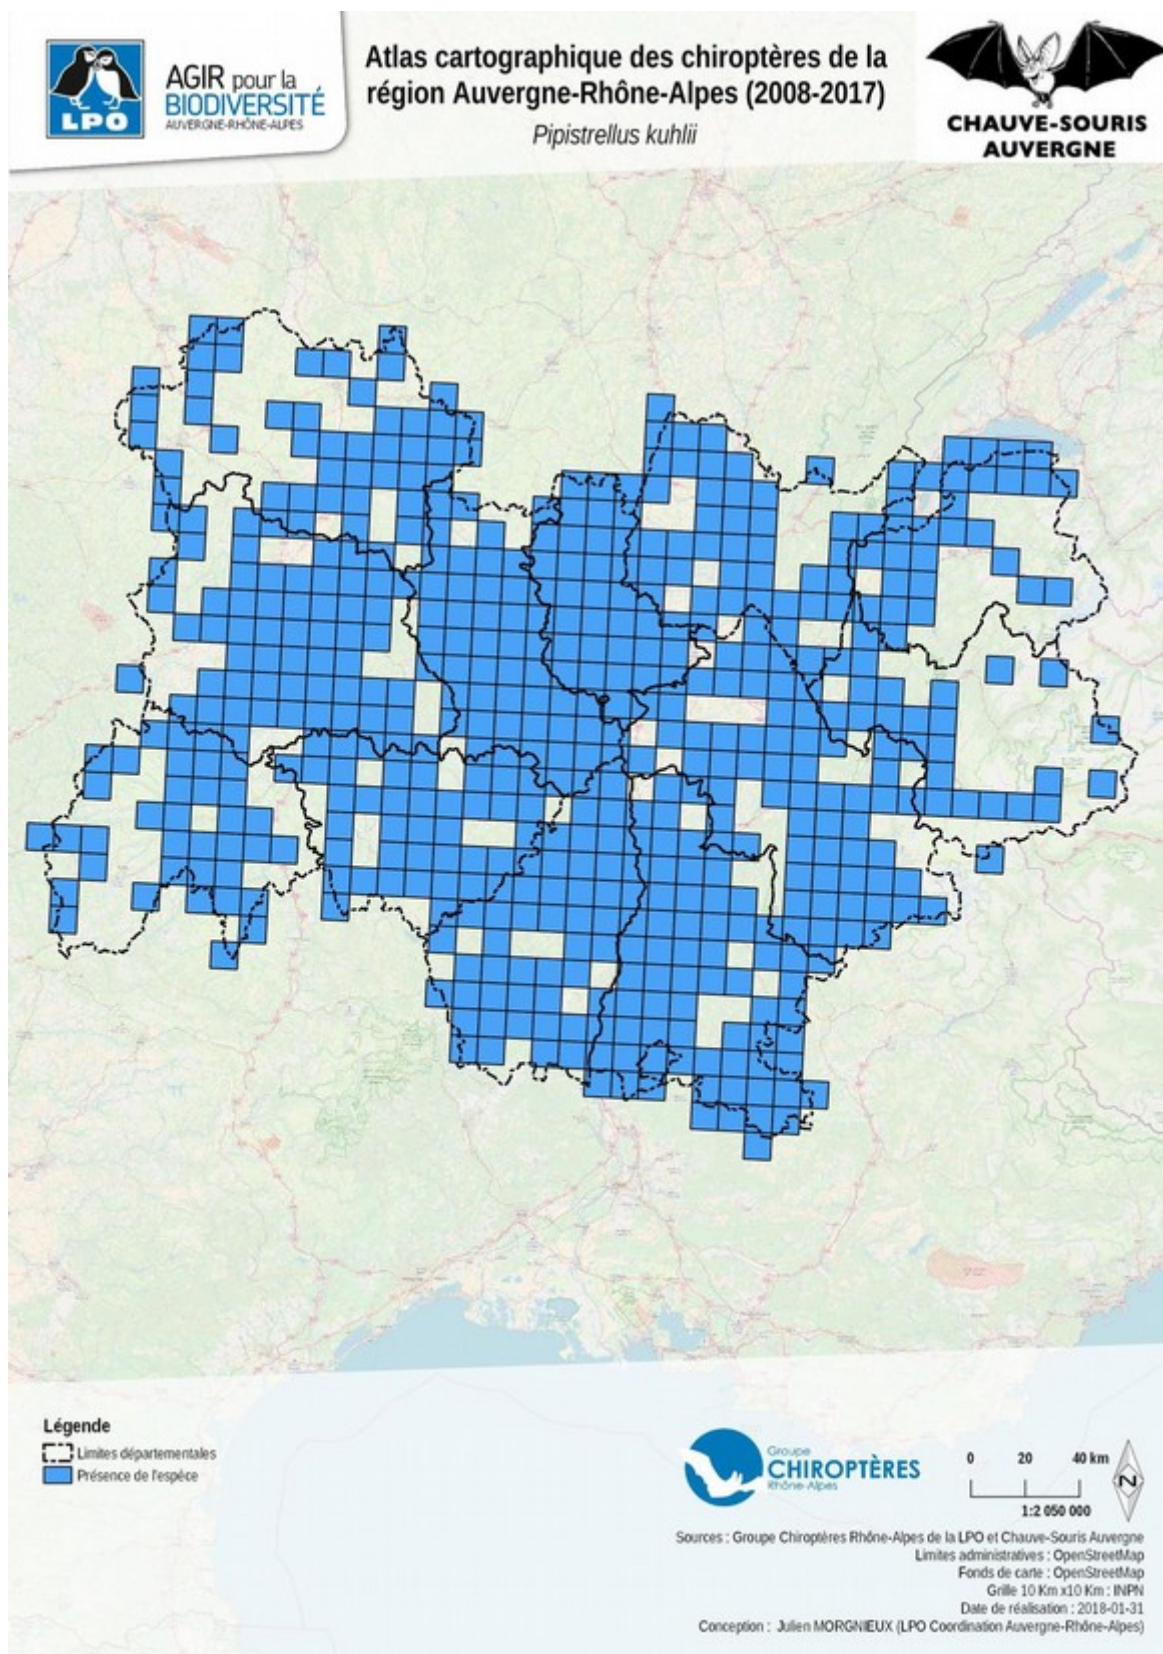 LPO
AGIR pour la
BIODIVERSITÉ
AUVERGNE-RHÔNE-ALPES
Atlas cartographique des chiroptères de la
région Auvergne-Rhône-Alpes (2008-2017)
Pipistrellus kuhlii
CHAUVE-SOURIS
AUVERGNE
Légende
Limites départementales
Présence de l'espéce
Groupe
CHIROPTÈRES
Rhône-Alpes
0 20 40 km
1:2 050 000
N
Sources : Groupe Chiroptères Rhône-Alpes de la LPO et Chauve-Souris Auvergne
Limites administratives : OpenStreetMap
Fonds de carte : OpenStreetMap
Grille 10 Km x10 Km : INPN
Date de réalisation : 2018-01-31
Conception : Julien MORGNIEUX (LPO Coordination Auvergne-Rhône-Alpes)